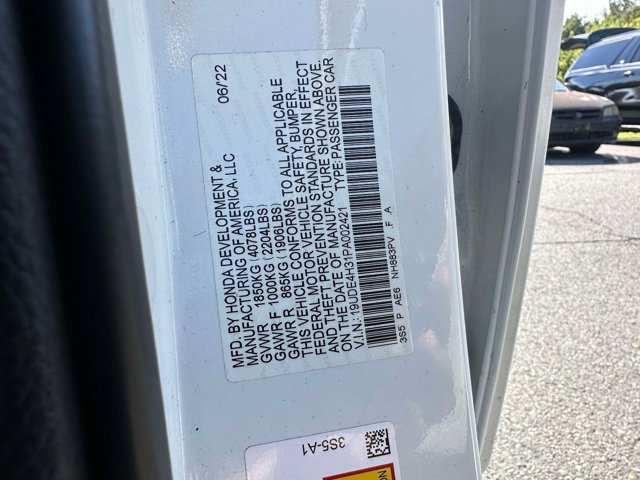 MFD. BY HONDA DEVELOPMENT & 06/'22
MANUFACTURING OF AMERICA, LLC
GVWR 1850KG (4078LBS)
GAWR F 1000KG (2204LBS)
GAWR R 865KG (1906LBS)
THIS VEHICLE CONFORMS TO ALL APPLICABLE
FEDERAL MOTOR VEHICLE SAFETY, BUMPER,
AND THEFT PREVENTION STANDARDS IN EFFECT
ON THE DATE OF MANUFACTURE SHOWN ABOVE.
V.I.N.: 19UDE4H31PA002421 TYPE: PASSENGER CAR
3S5 P AE6 NH883PV F A
3S5-A1